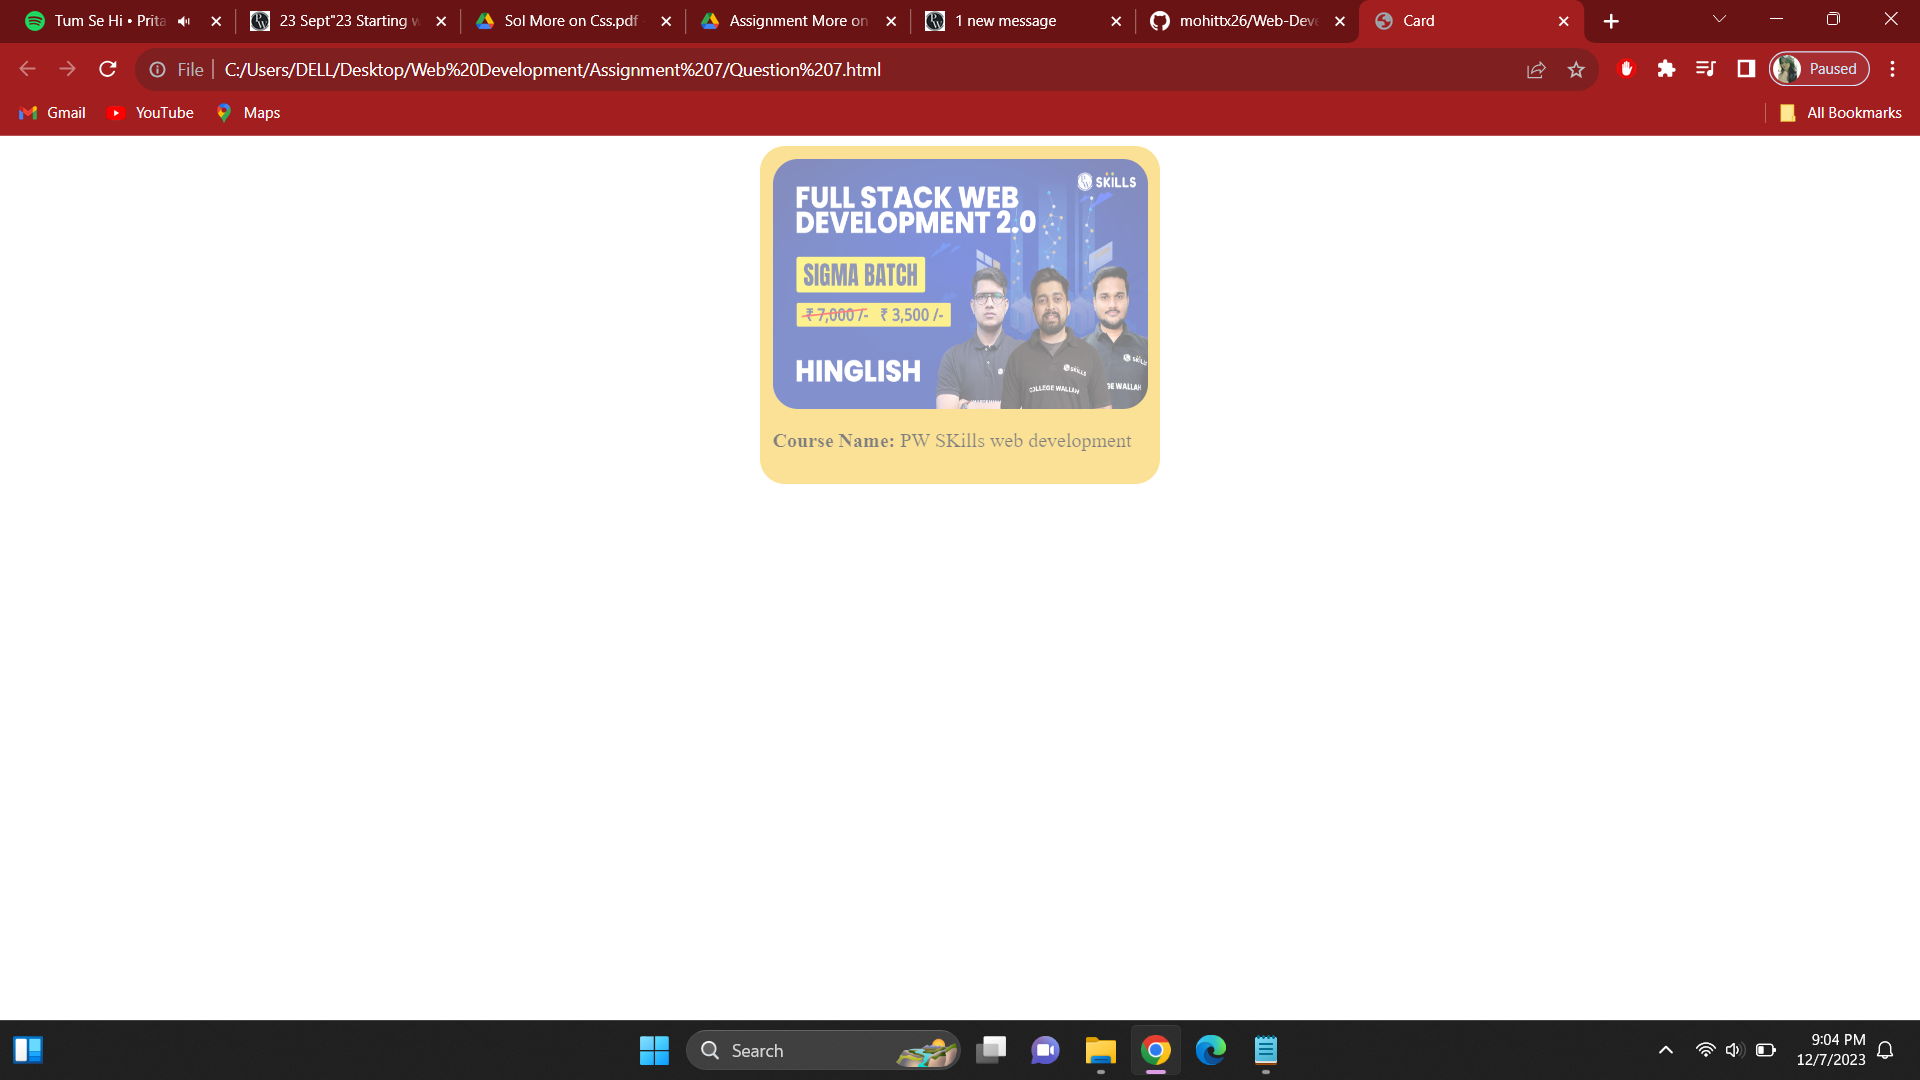 Tum Se Hi • Prita
23 Sept"23 Starting w
Sol More on Css.pdf
Assignment More on
1 new message
mohittx26/Web-Deve
Card
File
C:/Users/DELL/Desktop/Web%20Development/Assignment%207/Question%207.html
Paused
Gmail
YouTube
Maps
All Bookmarks
SKILLS
FULL STACK WEB
DEVELOPMENT 2.0
SIGMA BATCH
₹ 7,000 /- ₹ 3,500 /-
HINGLISH
SKILLS
COLLEGE WALLAH
GE WALLAH
Course Name: PW SKills web development
Search
9:04 PM
12/7/2023